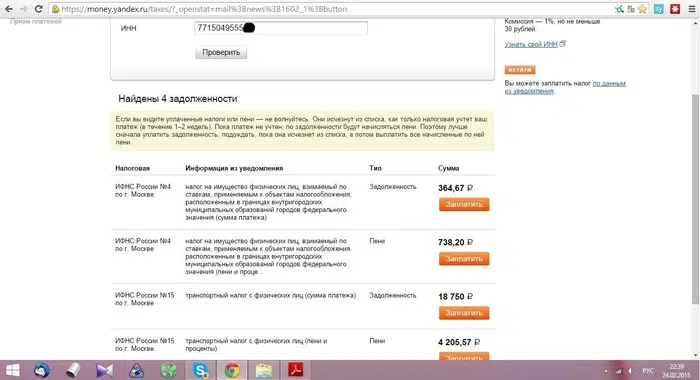 https://money.yandex.ru/taxes/?_openstat=mail%3Bnews%3B1602_1%3Bbutton
Прием платежей
ИНН
7715049555
Проверить
Комиссия — 1%, но не меньше
30 рублей.
Узнать свой ИНН
Вы можете заплатить налог по данным
из уведомления.
Найдены 4 задолженности
Если вы видите уплаченные налоги или пени — не волнуйтесь. Они исчезнут из списка, как только налоговая учтет ваш
платеж (в течение 1–2 недель). Пока платеж не учтен, по задолженности будут начисляться пени. Поэтому лучше
сначала уплатить задолженность, подождать, пока она исчезнет из списка, а потом выплатить все начисленные по ней
пени.
Налоговая Информация из уведомления Тип Сумма
ИФНС России №4
по г. Москве
налог на имущество физических лиц, взимаемый по
ставкам, применяемым к объектам налогообложения,
расположенным в границах внутригородских
муниципальных образований городов федерального
значения (сумма платежа)
Задолженность
364,67 ₽
Заплатить
ИФНС России №4
по г. Москве
налог на имущество физических лиц, взимаемый по
ставкам, применяемым к объектам налогообложения,
расположенным в границах внутригородских
муниципальных образований городов федерального
значения (пени и проце...
Пени
738,20 ₽
Заплатить
ИФНС России №15
по г. Москве
транспортный налог с физических лиц (сумма платежа)
Задолженность
18 750 ₽
Заплатить
ИФНС России №15
по г. Москве
транспортный налог с физических лиц (пени и
проценты)
Пени
4 205,57 ₽
Заплатить
РУС
22:39
24.02.2015